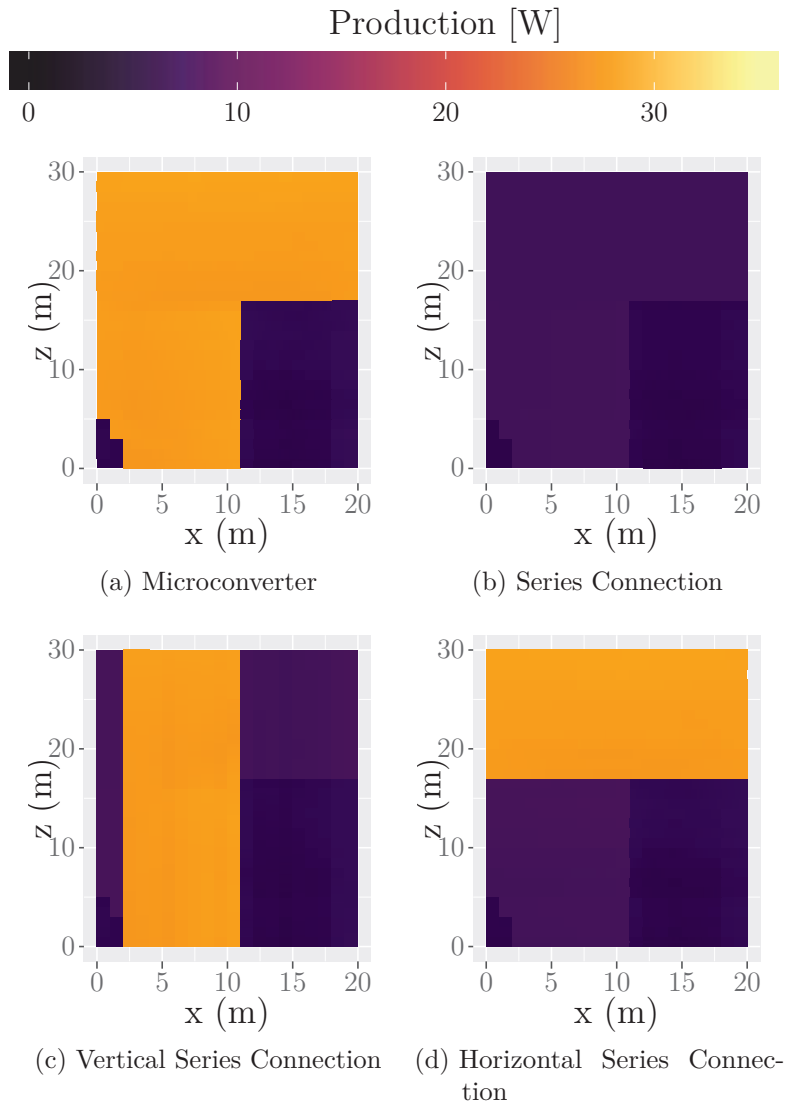 Production [W]
0 10 20 30
30
20
10
0
z (m)
0 5 10 15 20
x (m)
(a) Microconverter
30
20
10
0
z (m)
0 5 10 15 20
x (m)
(b) Series Connection
30
20
10
0
z (m)
0 5 10 15 20
x (m)
(c) Vertical Series Connection
30
20
10
0
z (m)
0 5 10 15 20
x (m)
(d) Horizontal Series Connec-
tion